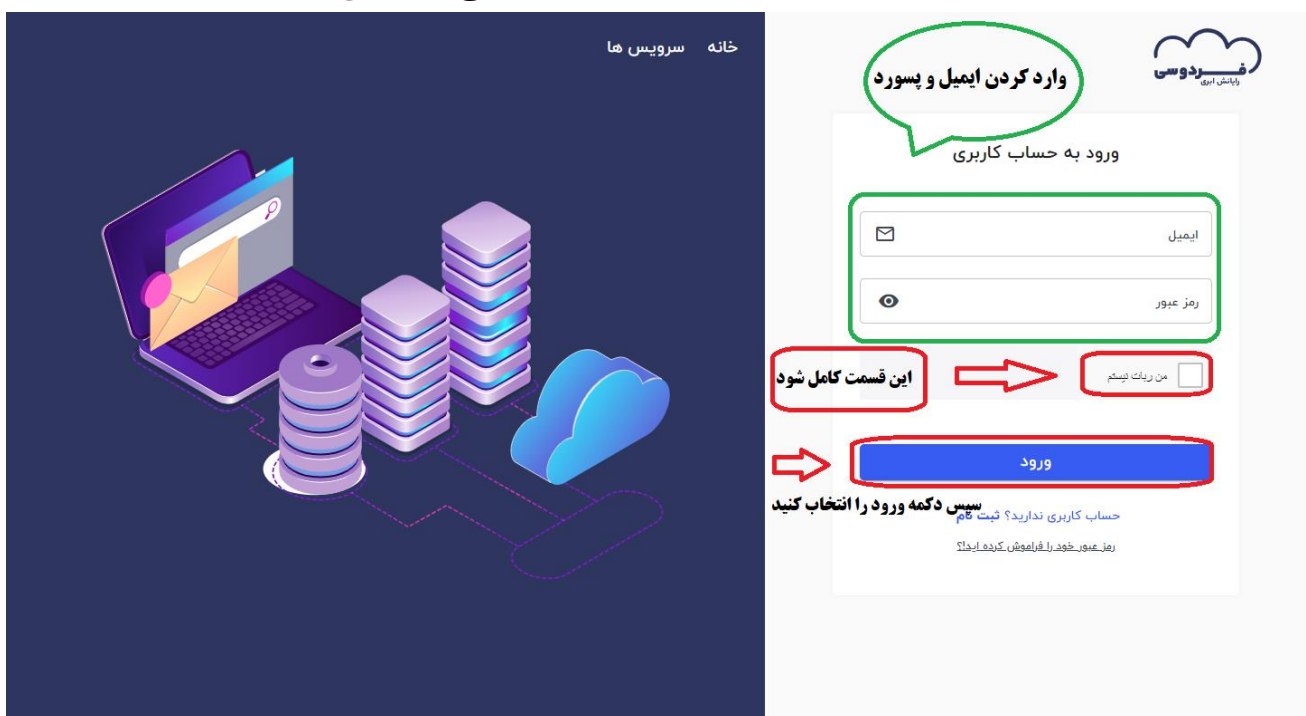 خانه
سرویس ها
فــــردوسی
رایانش ابری
وارد کردن ایمیل و پسورد
ورود به حساب کاربری
ایمیل
رمز عبور
من ربات نیستم
این قسمت کامل شود
ورود
سپس دکمه ورود را انتخاب کنید
حساب کاربری ندارید؟ ثبت نام
رمز عبور خود را فراموش کرده اید!؟